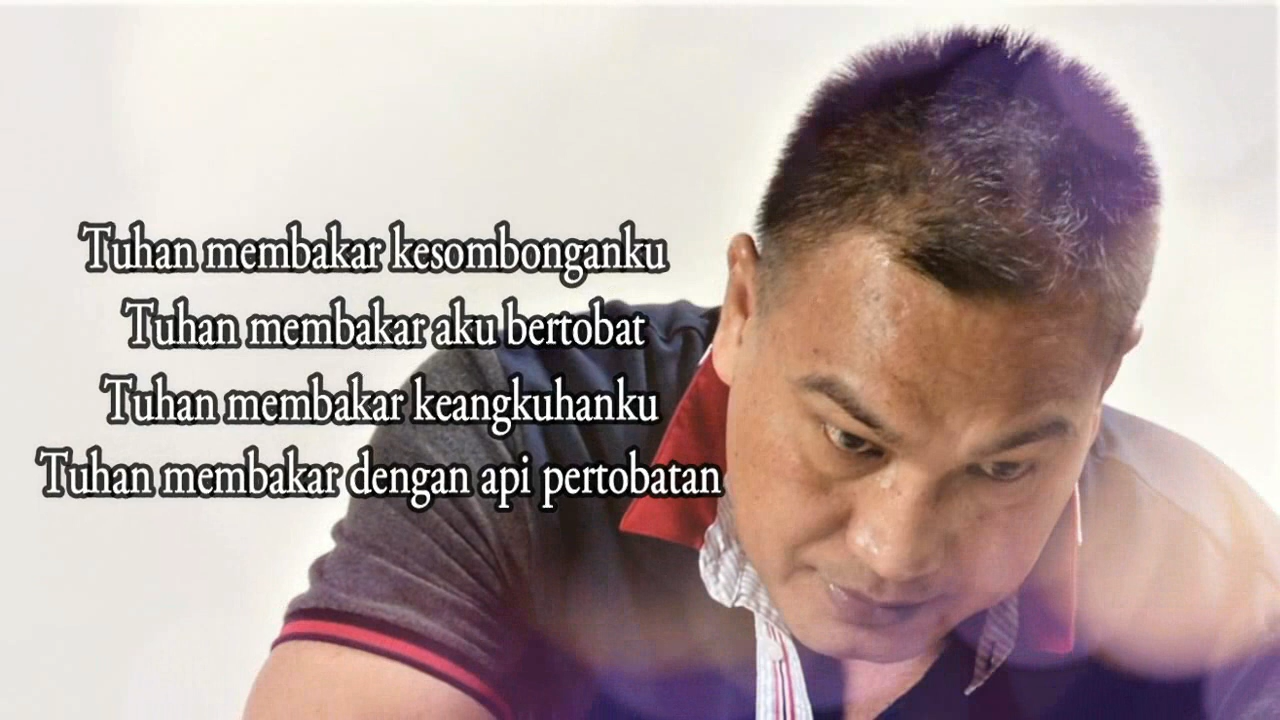 Tuhan membakar kesombonganku
Tuhan membakar aku bertobat
Tuhan membakar keangkuhanku
Tuhan membakar dengan api pertobatan